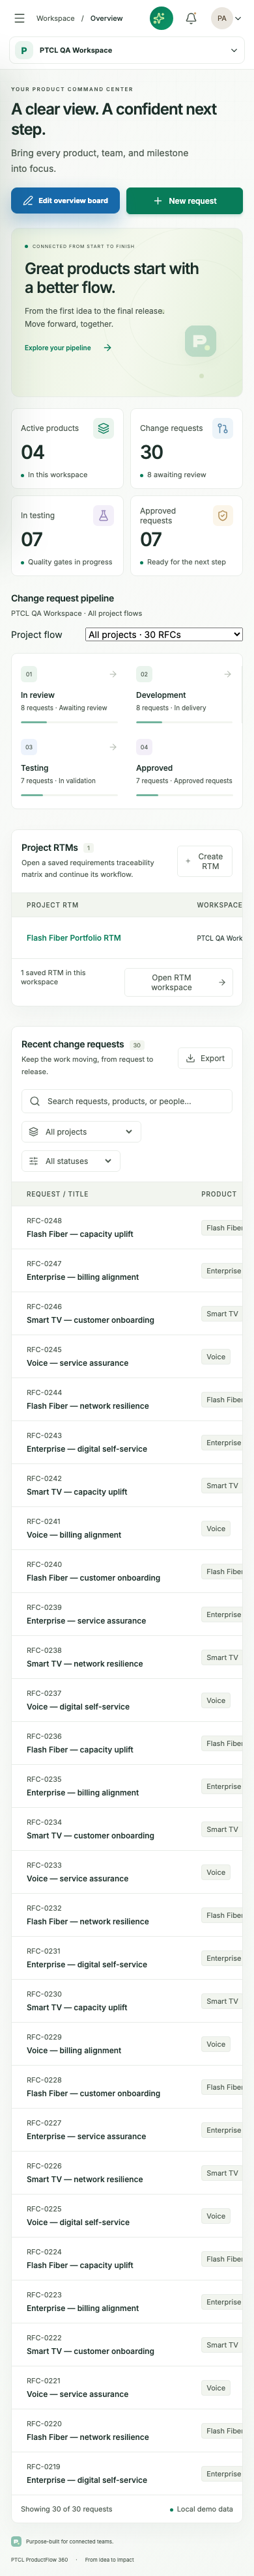 Workspace / Overview
PA
P PTCL QA Workspace
YOUR PRODUCT COMMAND CENTER
A clear view. A confident next
step.
Bring every product, team, and milestone
into focus.
Edit overview board
New request
CONNECTED FROM START TO FINISH
Great products start with
a better flow.
From the first idea to the final release.
Move forward, together.
Explore your pipeline
Active products
04
In this workspace
Change requests
30
8 awaiting review
In testing
07
Quality gates in progress
Approved
requests
07
Ready for the next step
Change request pipeline
PTCL QA Workspace · All project flows
Project flow
All projects · 30 RFCs
01
In review
8 requests · Awaiting review
02
Development
8 requests · In delivery
03
Testing
7 requests · In validation
04
Approved
7 requests · Approved requests
Project RTMs 1
Open a saved requirements traceability
matrix and continue its workflow.
Create
RTM
PROJECT RTM WORKSPACE
Flash Fiber Portfolio RTM PTCL QA Work
1 saved RTM in this
workspace
Open RTM
workspace
Recent change requests 30
Keep the work moving, from request to
release.
Export
Search requests, products, or people...
All projects
All statuses
REQUEST / TITLE PRODUCT
RFC-0248
Flash Fiber — capacity uplift Flash Fiber
RFC-0247
Enterprise — billing alignment Enterprise
RFC-0246
Smart TV — customer onboarding Smart TV
RFC-0245
Voice — service assurance Voice
RFC-0244
Flash Fiber — network resilience Flash Fiber
RFC-0243
Enterprise — digital self-service Enterprise
RFC-0242
Smart TV — capacity uplift Smart TV
RFC-0241
Voice — billing alignment Voice
RFC-0240
Flash Fiber — customer onboarding Flash Fiber
RFC-0239
Enterprise — service assurance Enterprise
RFC-0238
Smart TV — network resilience Smart TV
RFC-0237
Voice — digital self-service Voice
RFC-0236
Flash Fiber — capacity uplift Flash Fiber
RFC-0235
Enterprise — billing alignment Enterprise
RFC-0234
Smart TV — customer onboarding Smart TV
RFC-0233
Voice — service assurance Voice
RFC-0232
Flash Fiber — network resilience Flash Fiber
RFC-0231
Enterprise — digital self-service Enterprise
RFC-0230
Smart TV — capacity uplift Smart TV
RFC-0229
Voice — billing alignment Voice
RFC-0228
Flash Fiber — customer onboarding Flash Fiber
RFC-0227
Enterprise — service assurance Enterprise
RFC-0226
Smart TV — network resilience Smart TV
RFC-0225
Voice — digital self-service Voice
RFC-0224
Flash Fiber — capacity uplift Flash Fiber
RFC-0223
Enterprise — billing alignment Enterprise
RFC-0222
Smart TV — customer onboarding Smart TV
RFC-0221
Voice — service assurance Voice
RFC-0220
Flash Fiber — network resilience Flash Fiber
RFC-0219
Enterprise — digital self-service Enterprise
Showing 30 of 30 requests Local demo data
Purpose-built for connected teams.
PTCL ProductFlow 360 · From idea to impact